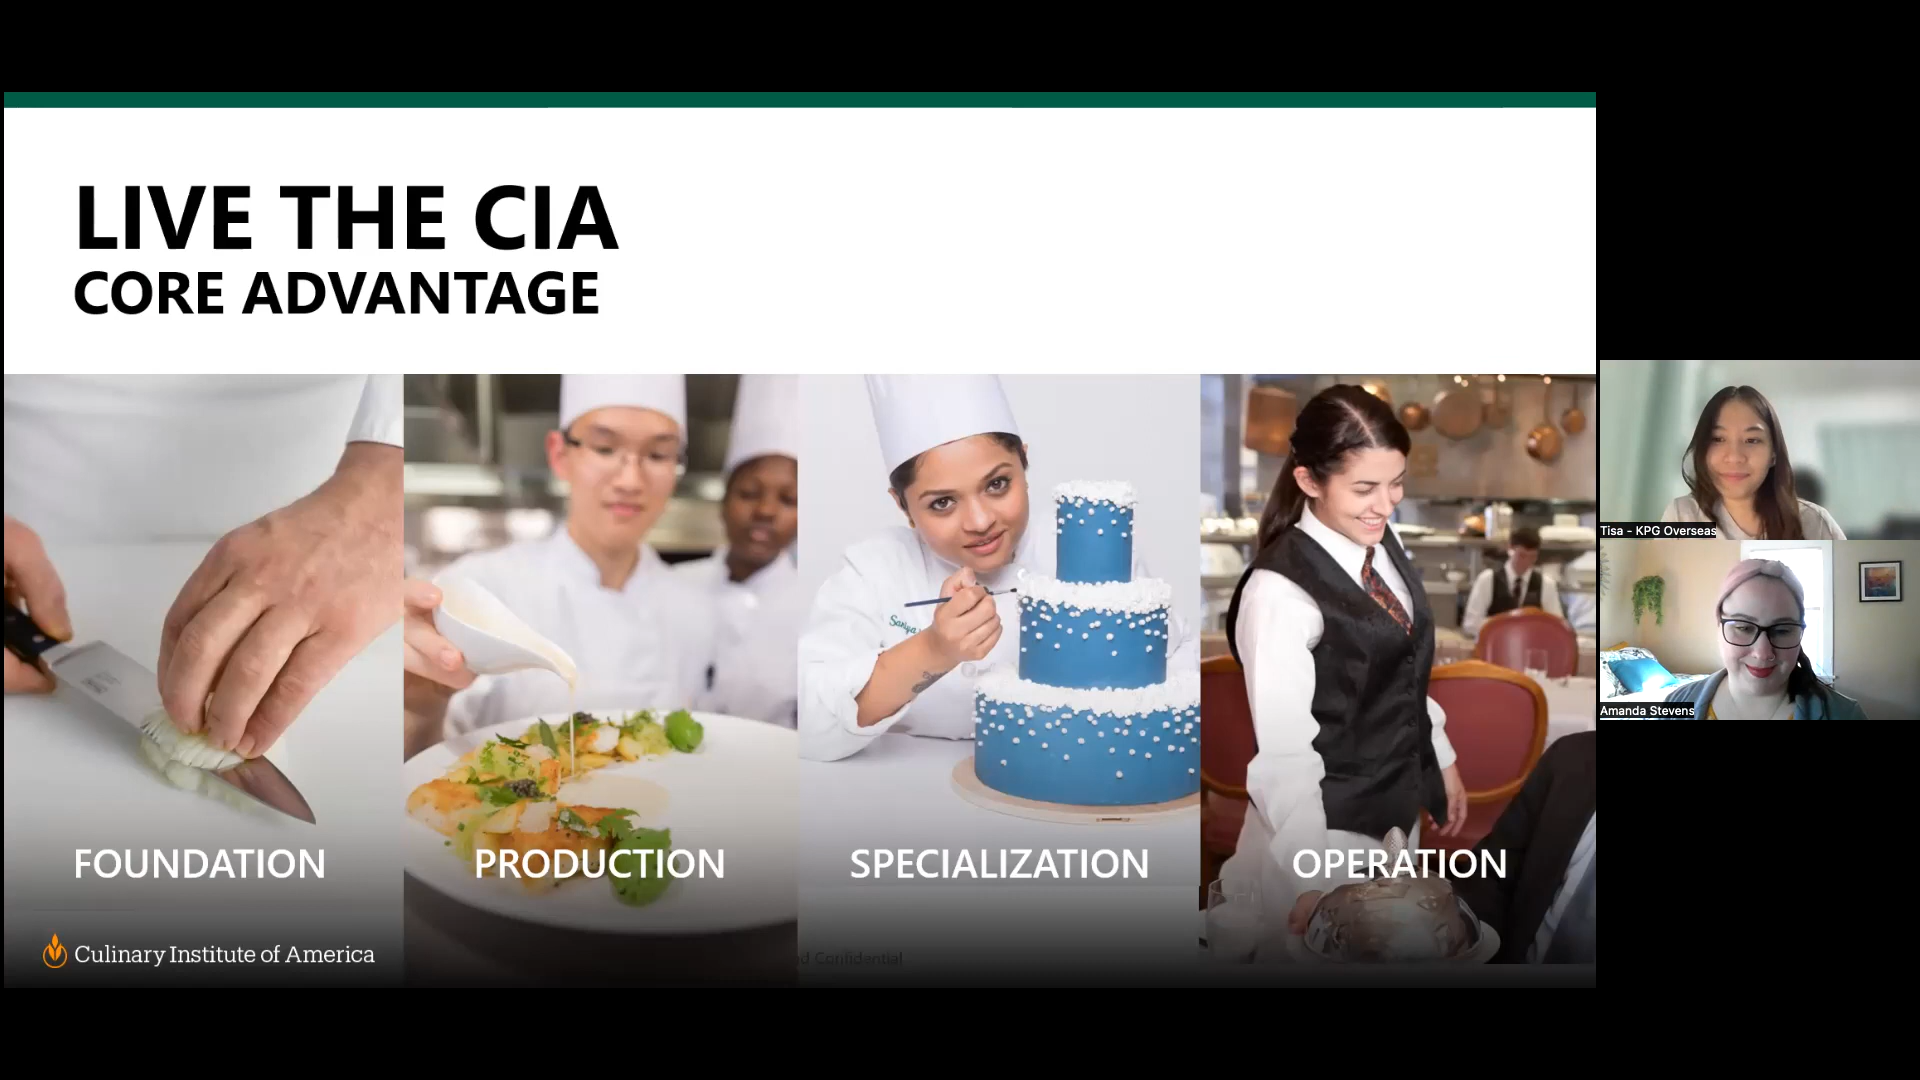 LIVE THE CIA
CORE ADVANTAGE
FOUNDATION
PRODUCTION
SPECIALIZATION
OPERATION
Culinary Institute of America
Confidential
Tisa - KPG Overseas
Amanda Stevens